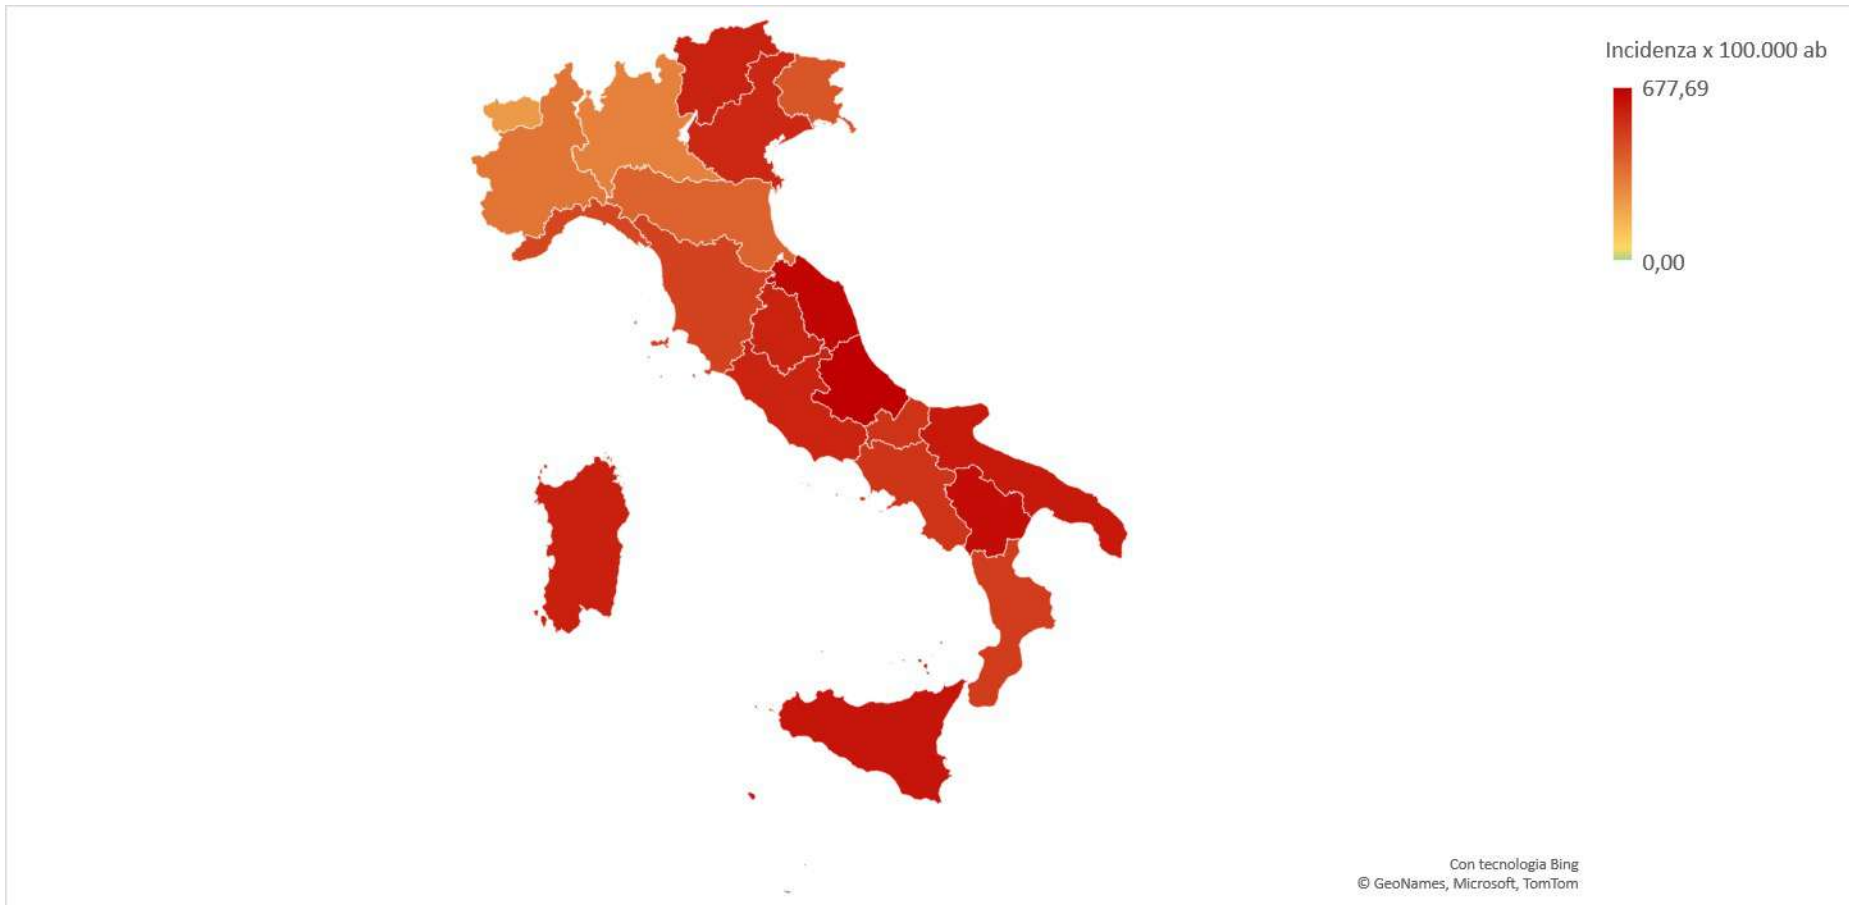 Incidenza x 100.000 ab
677,69
0,00
Con tecnologia Bing
© GeoNames, Microsoft, TomTom